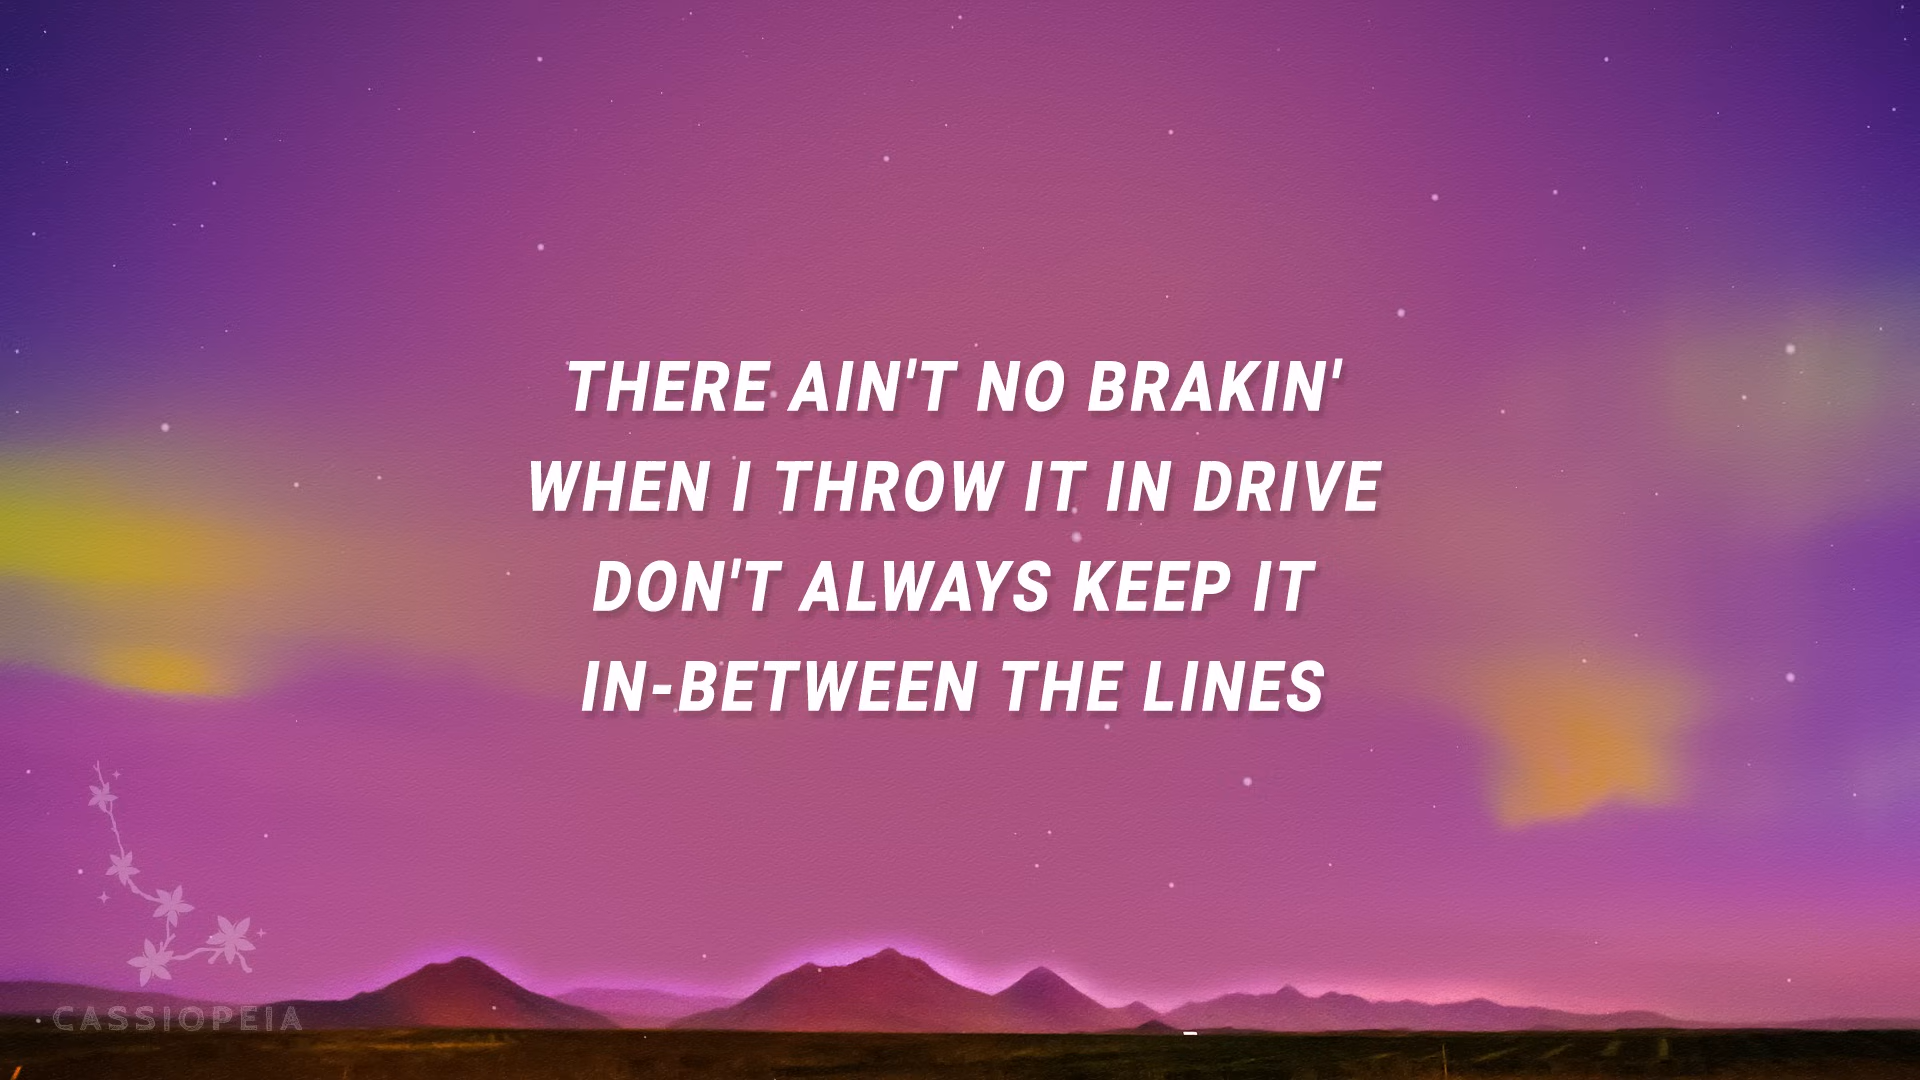 THERE AIN'T NO BRAKIN'
WHEN I THROW IT IN DRIVE
DON'T ALWAYS KEEP IT
IN-BETWEEN THE LINES
CASSIOPEIA